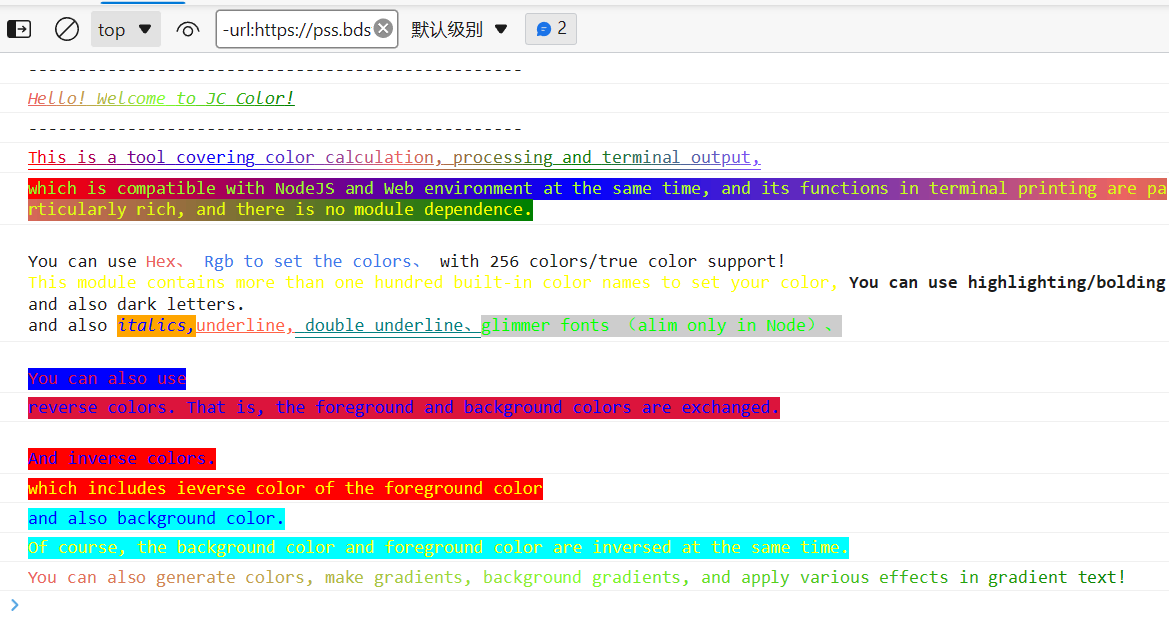 top
-url:https://pss.bds
默认级别
2
--------------------------------------------------
Hello! Welcome to JC Color!
--------------------------------------------------
This is a tool covering color calculation, processing and terminal output,
which is compatible with NodeJS and Web environment at the same time, and its functions in terminal printing are pa
rticularly rich, and there is no module dependence.
You can use Hex、 Rgb to set the colors、 with 256 colors/true color support!
This module contains more than one hundred built-in color names to set your color, You can use highlighting/bolding
and also dark letters.
and also italics,underline, double underline、glimmer fonts （alim only in Node）、
You can also use
reverse colors. That is, the foreground and background colors are exchanged.
And inverse colors.
which includes ieverse color of the foreground color
and also background color.
Of course, the background color and foreground color are inversed at the same time.
You can also generate colors, make gradients, background gradients, and apply various effects in gradient text!